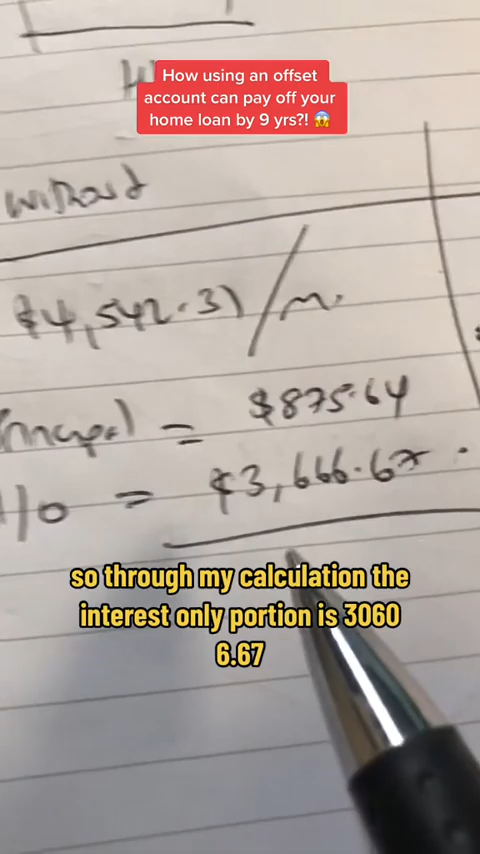 How using an offset
account can pay off your
home loan by 9 yrs?! 😱
without
$4,542.31/m.
principal = $875.64
I/O = $3,666.67
so through my calculation the
interest only portion is 3060
6.67